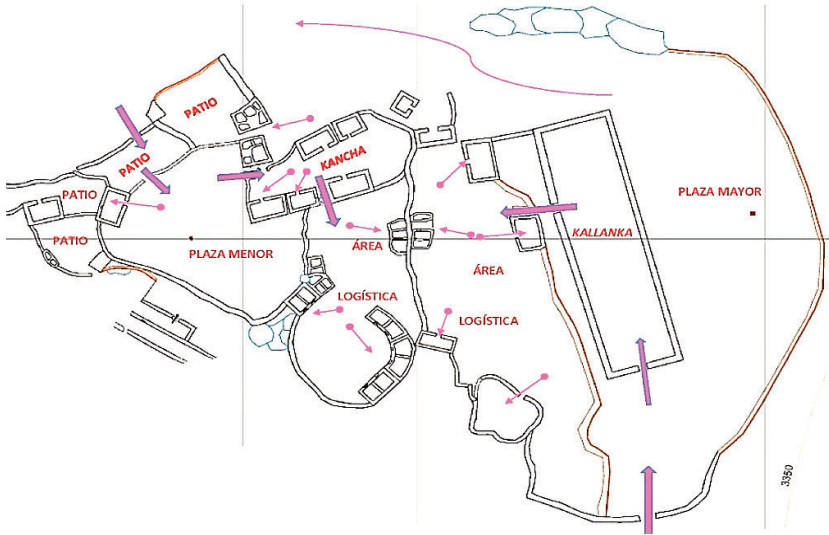 PATIO
PATIO
KANCHA
PATIO
PLAZA MAYOR
KALLANKA
PATIO
PLAZA MENOR
ÁREA
ÁREA
LOGÍSTICA
LOGÍSTICA
3350